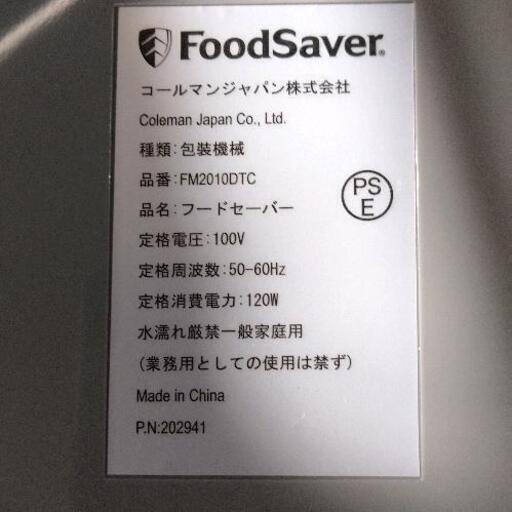 FoodSaver®
コールマンジャパン株式会社
Coleman Japan Co., Ltd.
種類:包装機械
品番:FM2010DTC
PS
E
品名:フードセーバー
定格電圧:100V
定格周波数:50-60Hz
定格消費電力:120W
水濡れ厳禁一般家庭用
(業務用としての使用は禁ず)
Made in China
P.N:202941